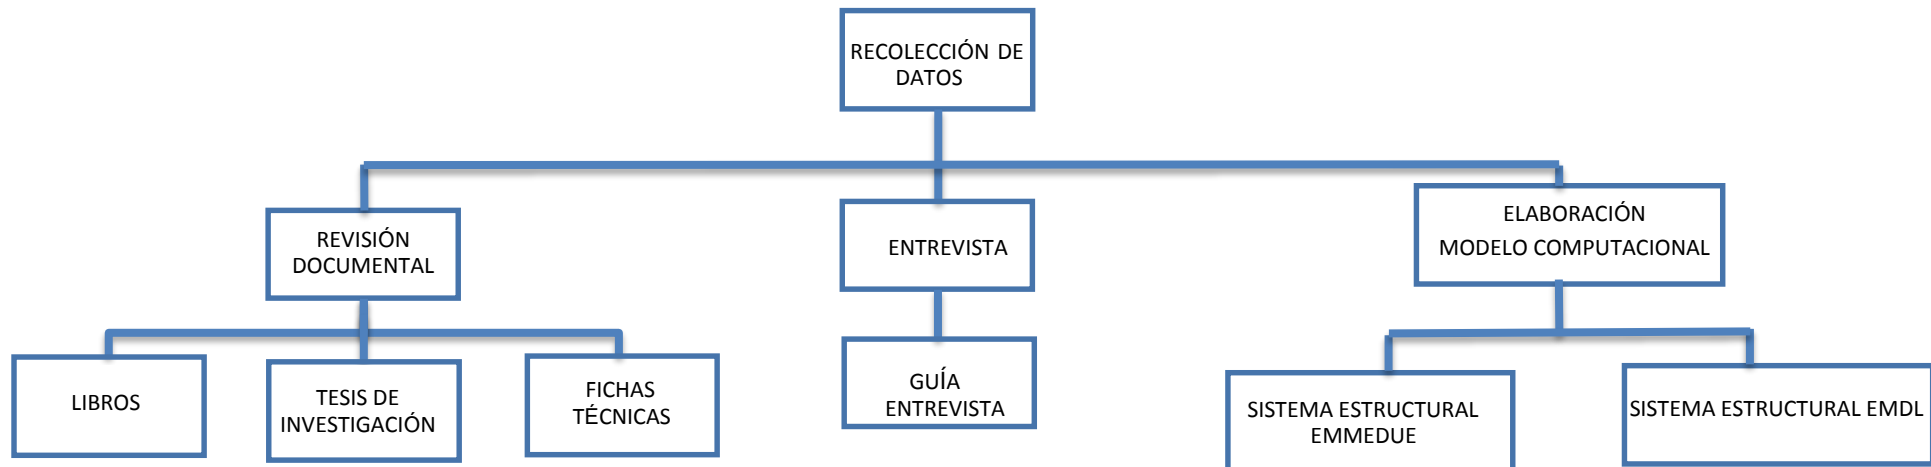 RECOLECCIÓN DE
DATOS
REVISIÓN
DOCUMENTAL
ENTREVISTA
ELABORACIÓN
MODELO COMPUTACIONAL
LIBROS
TESIS DE
INVESTIGACIÓN
FICHAS
TÉCNICAS
GUÍA
ENTREVISTA
SISTEMA ESTRUCTURAL
EMMEDUE
SISTEMA ESTRUCTURAL EMDL